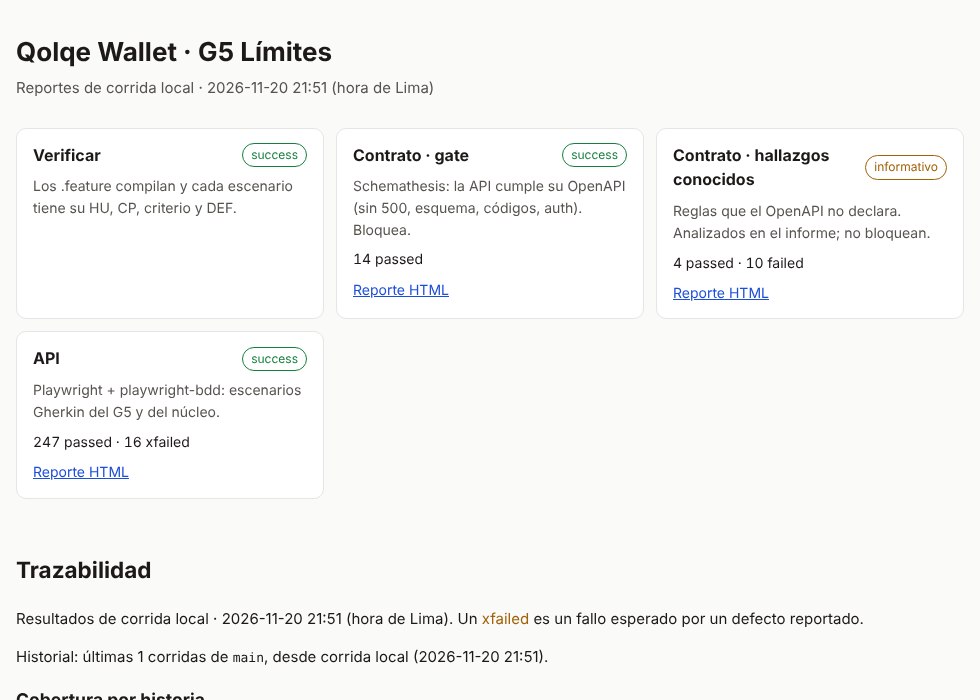 Qolqe Wallet · G5 Límites
Reportes de corrida local · 2026-11-20 21:51 (hora de Lima)
Verificar
success
Los .feature compilan y cada escenario
tiene su HU, CP, criterio y DEF.
Contrato · gate
success
Schemathesis: la API cumple su OpenAPI
(sin 500, esquema, códigos, auth).
Bloquea.
14 passed
Reporte HTML
Contrato · hallazgos
conocidos
informativo
Reglas que el OpenAPI no declara.
Analizados en el informe; no bloquean.
4 passed · 10 failed
Reporte HTML
API
success
Playwright + playwright-bdd: escenarios
Gherkin del G5 y del núcleo.
247 passed · 16 xfailed
Reporte HTML
Trazabilidad
Resultados de corrida local · 2026-11-20 21:51 (hora de Lima). Un xfailed es un fallo esperado por un defecto reportado.
Historial: últimas 1 corridas de main, desde corrida local (2026-11-20 21:51).
Cobertura por historia